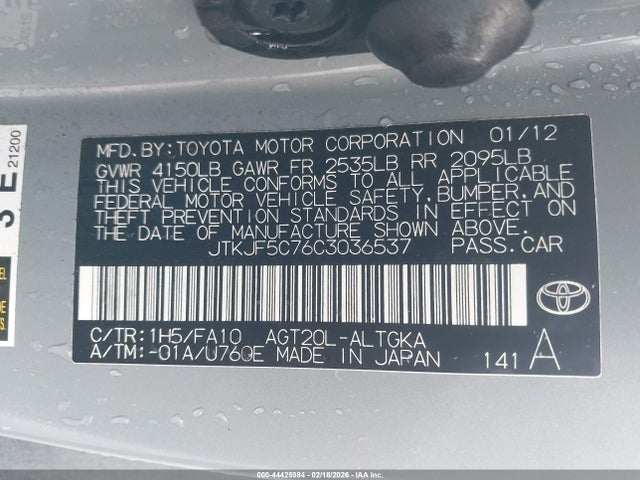 MFD.BY:TOYOTA MOTOR CORPORATION 01/12
GVWR 4150LB GAWR FR 2535LB RR 2095LB
THIS VEHICLE CONFORMS TO ALL APPLICABLE
FEDERAL MOTOR VEHICLE SAFETY,BUMPER,AND
THEFT PREVENTION STANDARDS IN EFFECT ON
THE DATE OF MANUFACTURE SHOWN ABOVE.
JTKJF5C76C3036537 PASS.CAR
C/TR:1H5/FA10 AGT20L-ALTGKA
A/TM:-01A/U760E MADE IN JAPAN 141 A
3 E
21200
000-44425984 - 02/18/2026 - IAA Inc.